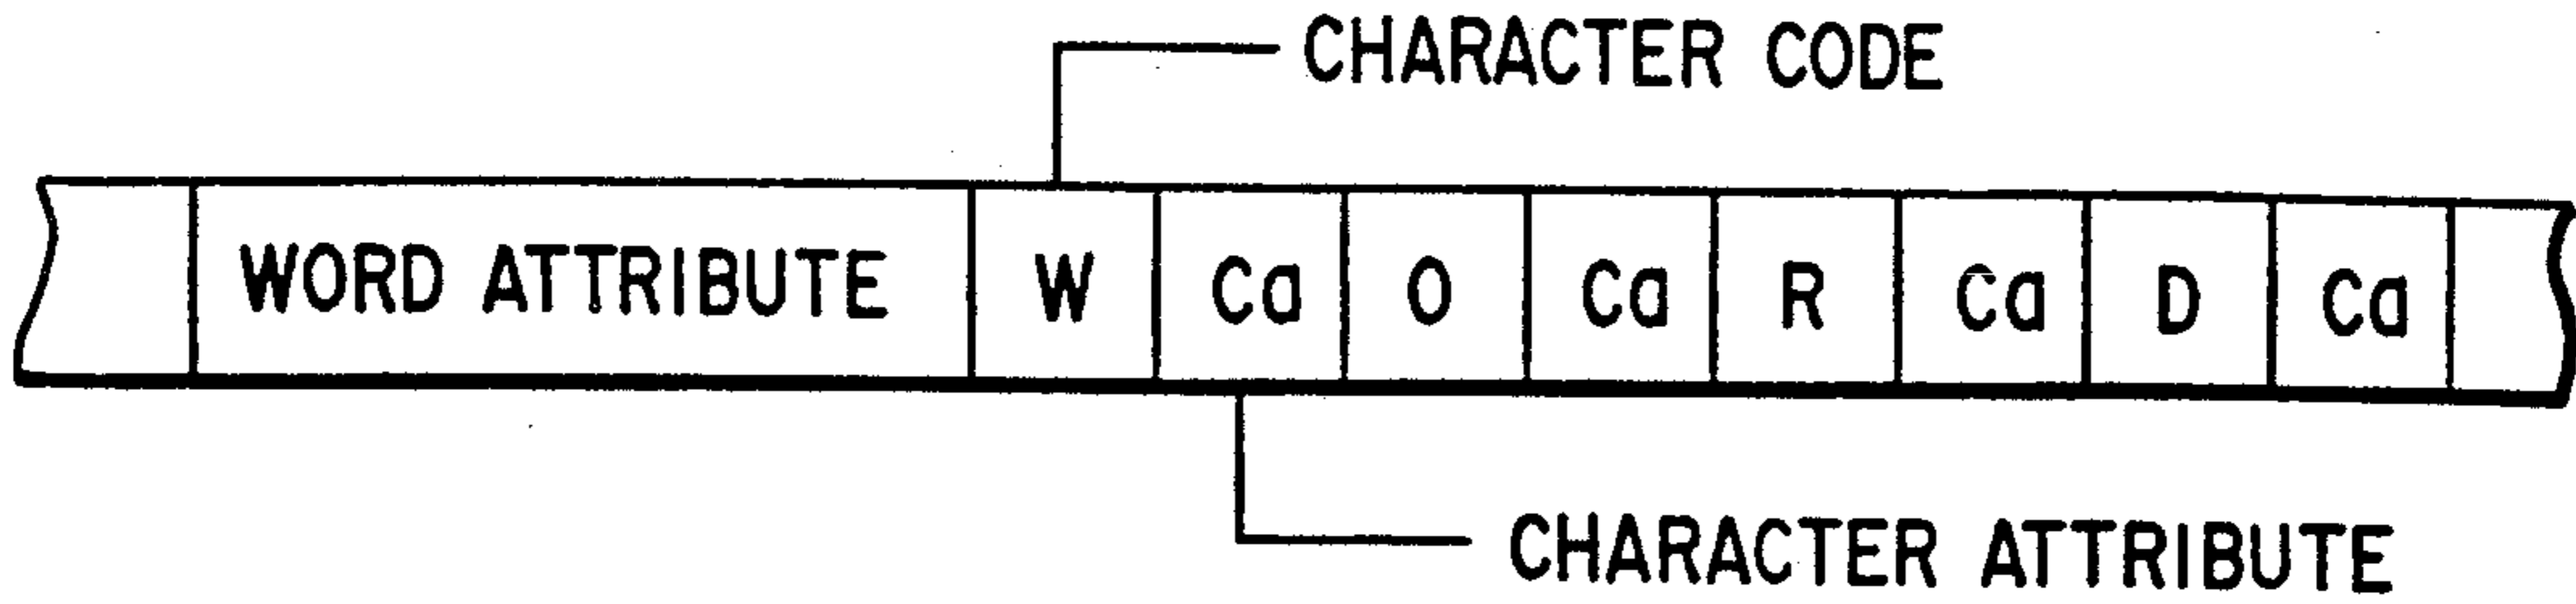 CHARACTER CODE
WORD ATTRIBUTE W Ca O Ca R Ca D Ca
CHARACTER ATTRIBUTE